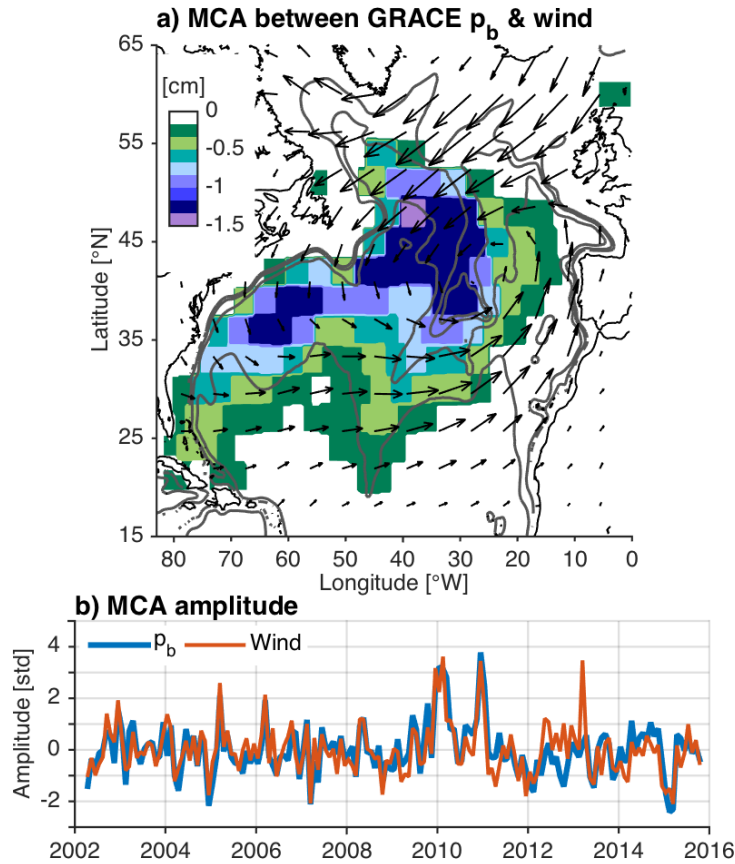 a) MCA between GRACE pb & wind
65
[cm]
0
-0.5
-1
-1.5
55
45
35
25
15
Latitude [°N]
80 70 60 50 40 30 20 10 0
Longitude [°W]
b) MCA amplitude
pb Wind
4
2
0
-2
Amplitude [std]
2002 2004 2006 2008 2010 2012 2014 2016